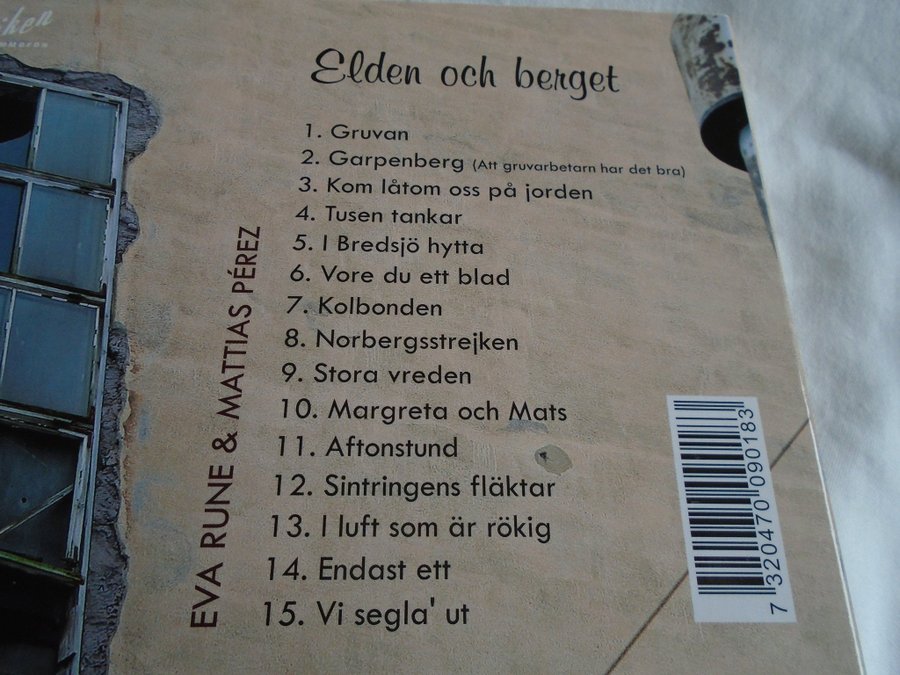 Elden och berget
1. Gruvan
2. Garpenberg (Att gruvarbetarn har det bra)
3. Kom låtom oss på jorden
4. Tusen tankar
5. I Bredsjö hytta
6. Vore du ett blad
7. Kolbonden
8. Norbergsstrejken
9. Stora vreden
10. Margreta och Mats
11. Aftonstund
12. Sintringens fläktar
13. I luft som är rökig
14. Endast ett
15. Vi segla' ut
EVA RUNE & MATTIAS PÉREZ
7 320470 090183